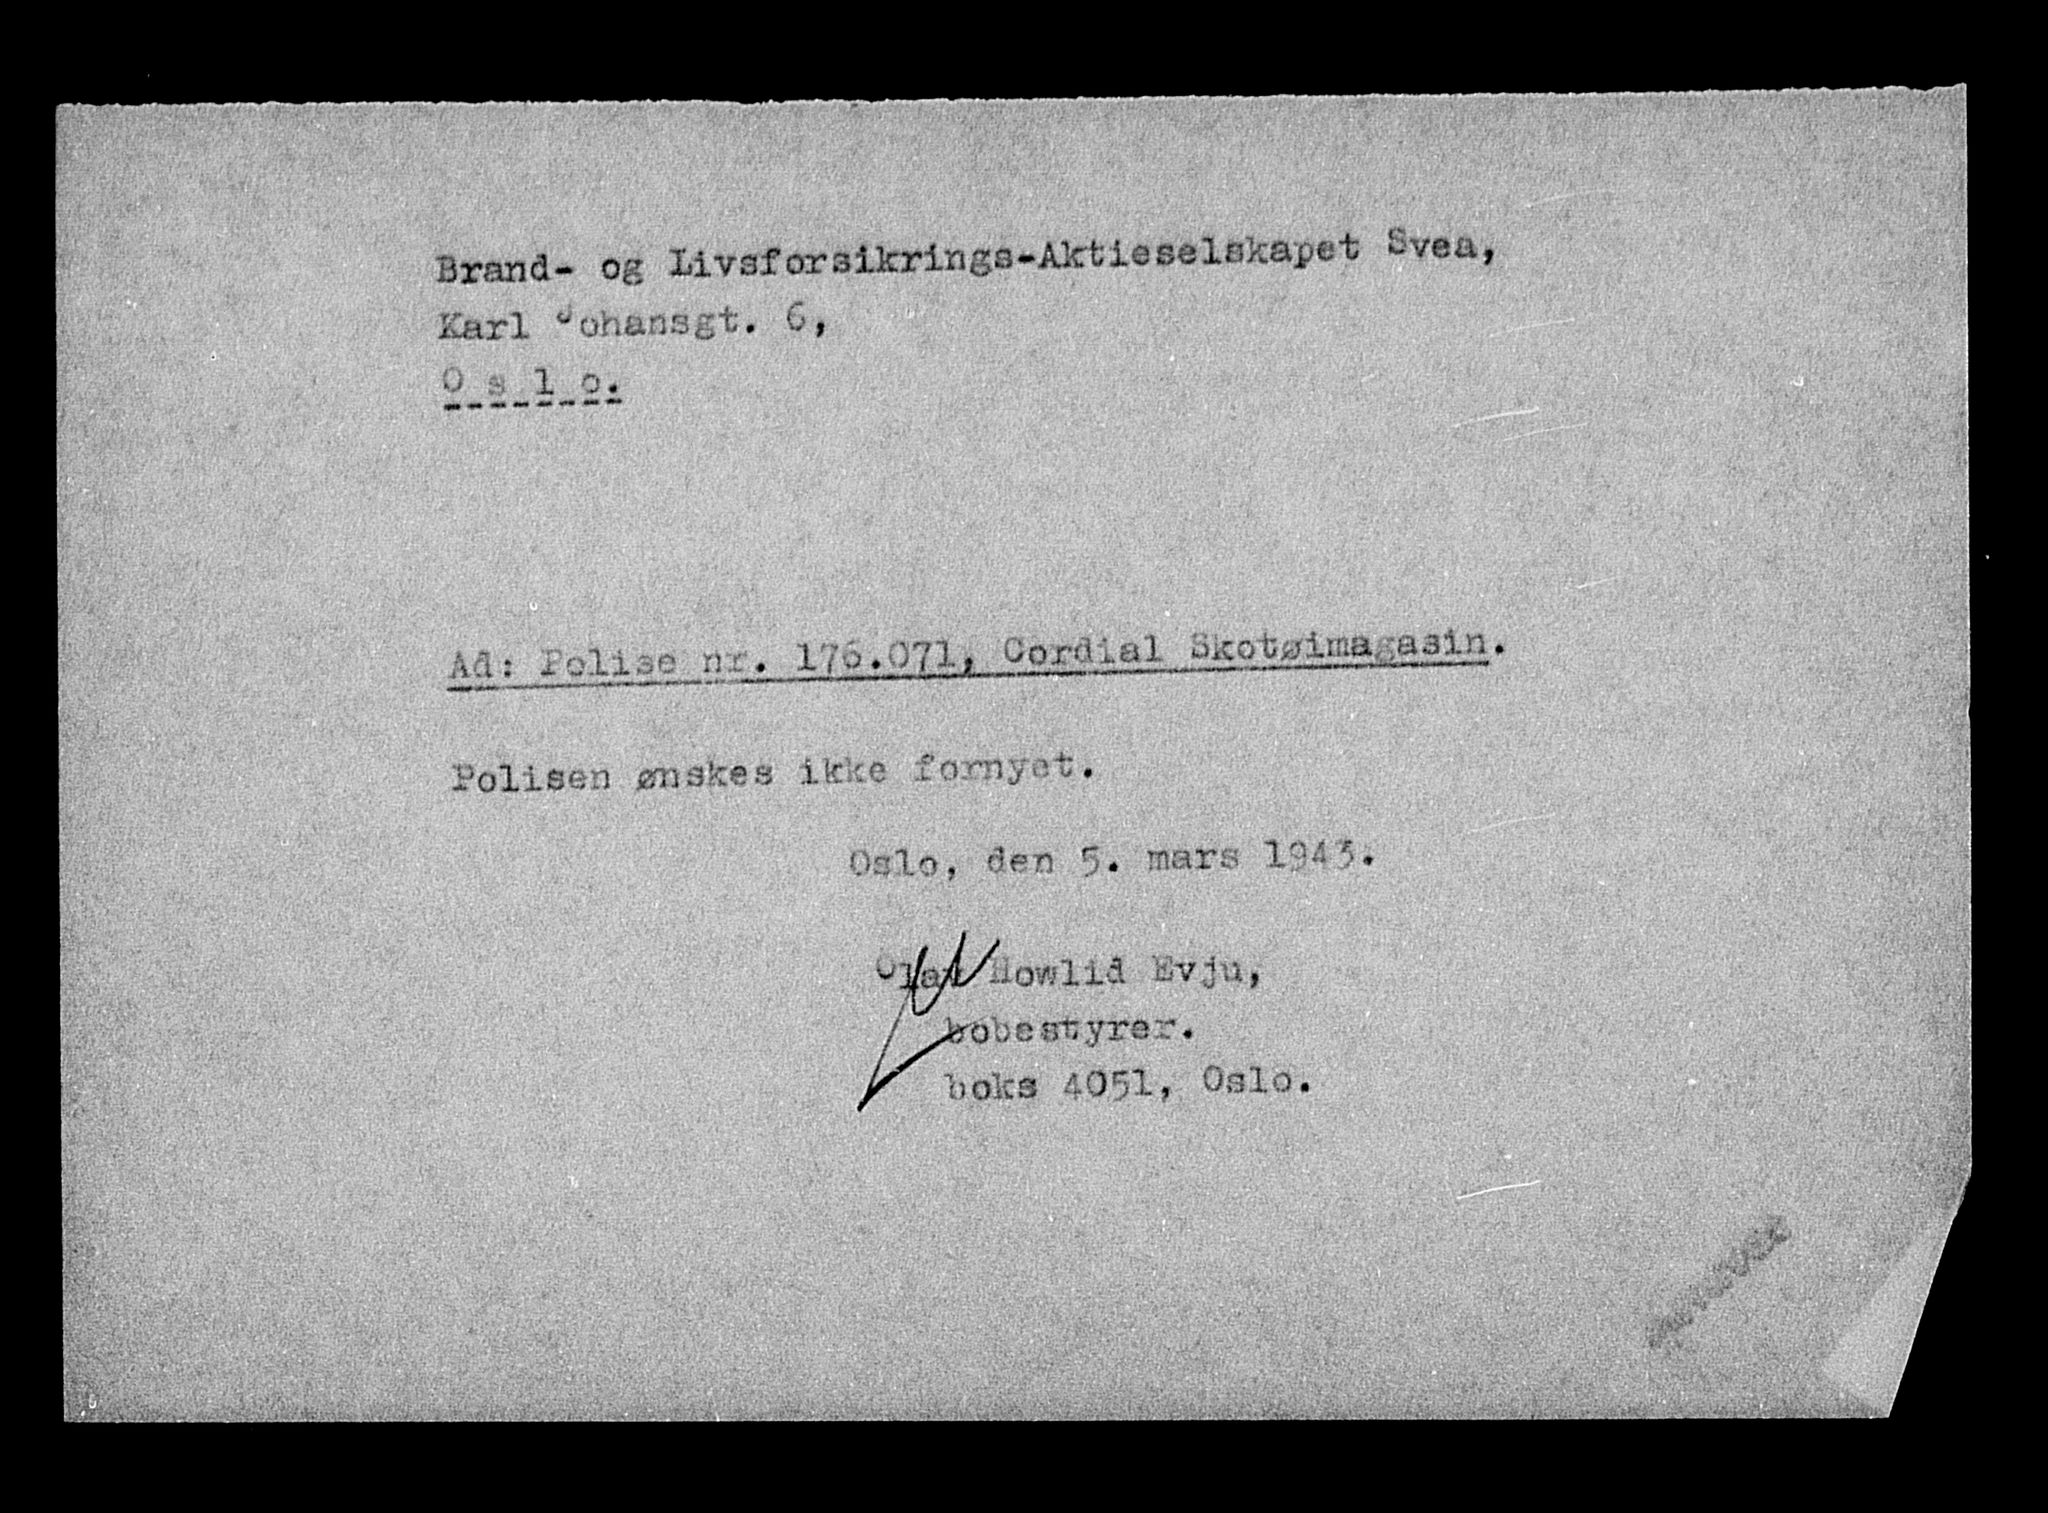 Brand- og Livsforsikrings-Aktieselskapet Svea,
Karl Johansgt. 6,
O s l o.
Ad: Polise nr. 176.071, Cordial Skotøimagasin.
Polisen ønskes ikke fornyet.
Oslo, den 5. mars 1943.
Olav Howlid Evju,
bobestyrer.
boks 4051, Oslo.